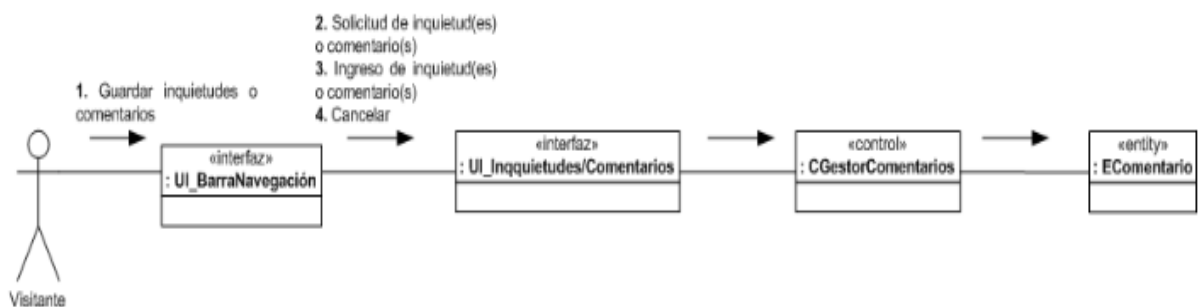 2. Solicitud de inquietud(es)
o comentario(s)
3. Ingreso de inquietud(es)
o comentario(s)
4. Cancelar
1. Guardar inquietudes o
comentarios
«interfaz»
: UI_BarraNavegación
«interfaz»
: UI_Inqquietudes/Comentarios
«control»
: CGestorComentarios
«entity»
: EComentario
Visitante